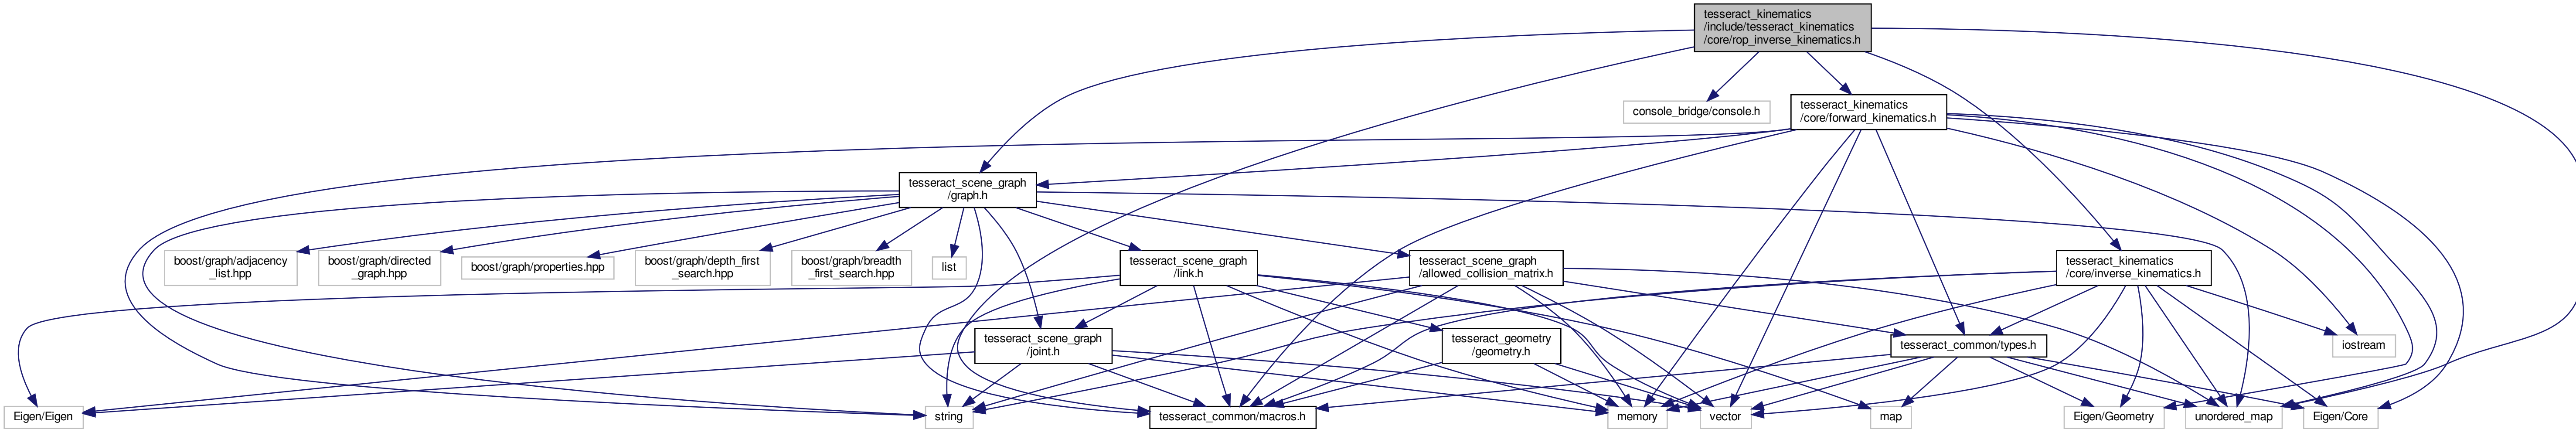 tesseract_kinematics
/include/tesseract_kinematics
/core/rop_inverse_kinematics.h
console_bridge/console.h
tesseract_kinematics
/core/forward_kinematics.h
tesseract_scene_graph
/graph.h
boost/graph/adjacency
_list.hpp
boost/graph/directed
_graph.hpp
boost/graph/properties.hpp
boost/graph/depth_first
_search.hpp
boost/graph/breadth
_first_search.hpp
list
tesseract_scene_graph
/link.h
tesseract_scene_graph
/allowed_collision_matrix.h
tesseract_kinematics
/core/inverse_kinematics.h
tesseract_scene_graph
/joint.h
tesseract_geometry
/geometry.h
tesseract_common/types.h
iostream
Eigen/Eigen
string
tesseract_common/macros.h
memory
vector
map
Eigen/Geometry
unordered_map
Eigen/Core